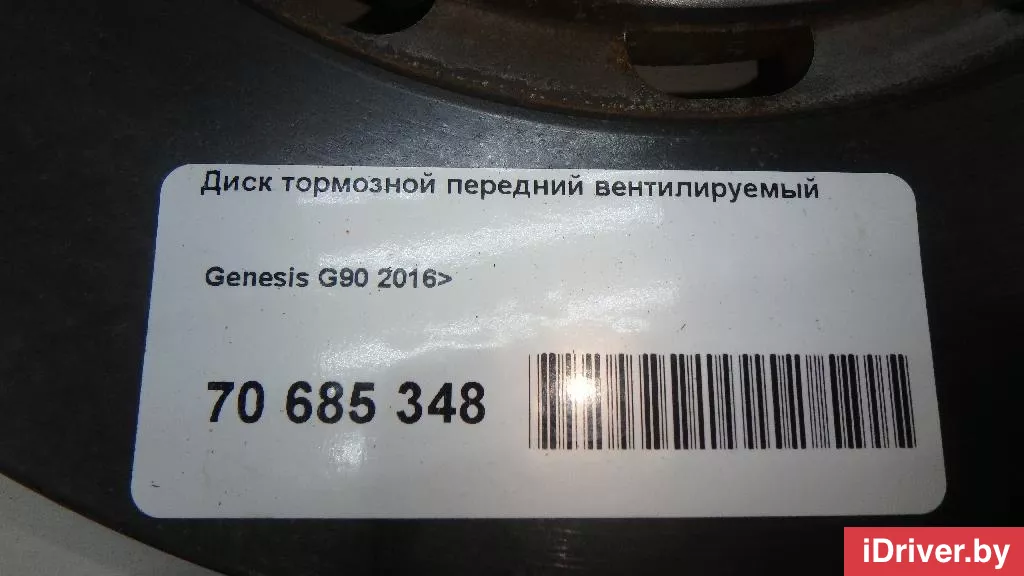 Диск тормозной передний вентилируемый
Genesis G90 2016>
70 685 348
iDriver.by